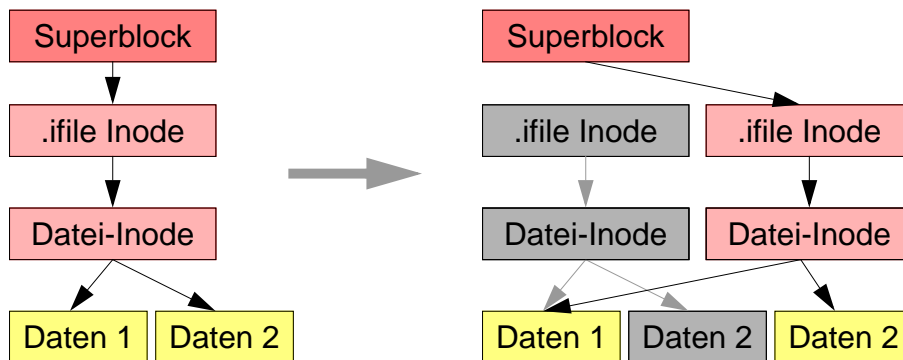 Superblock
Superblock
.ifile Inode
.ifile Inode
.ifile Inode
Datei-Inode
Datei-Inode
Datei-Inode
Daten 1
Daten 2
Daten 1
Daten 2
Daten 2